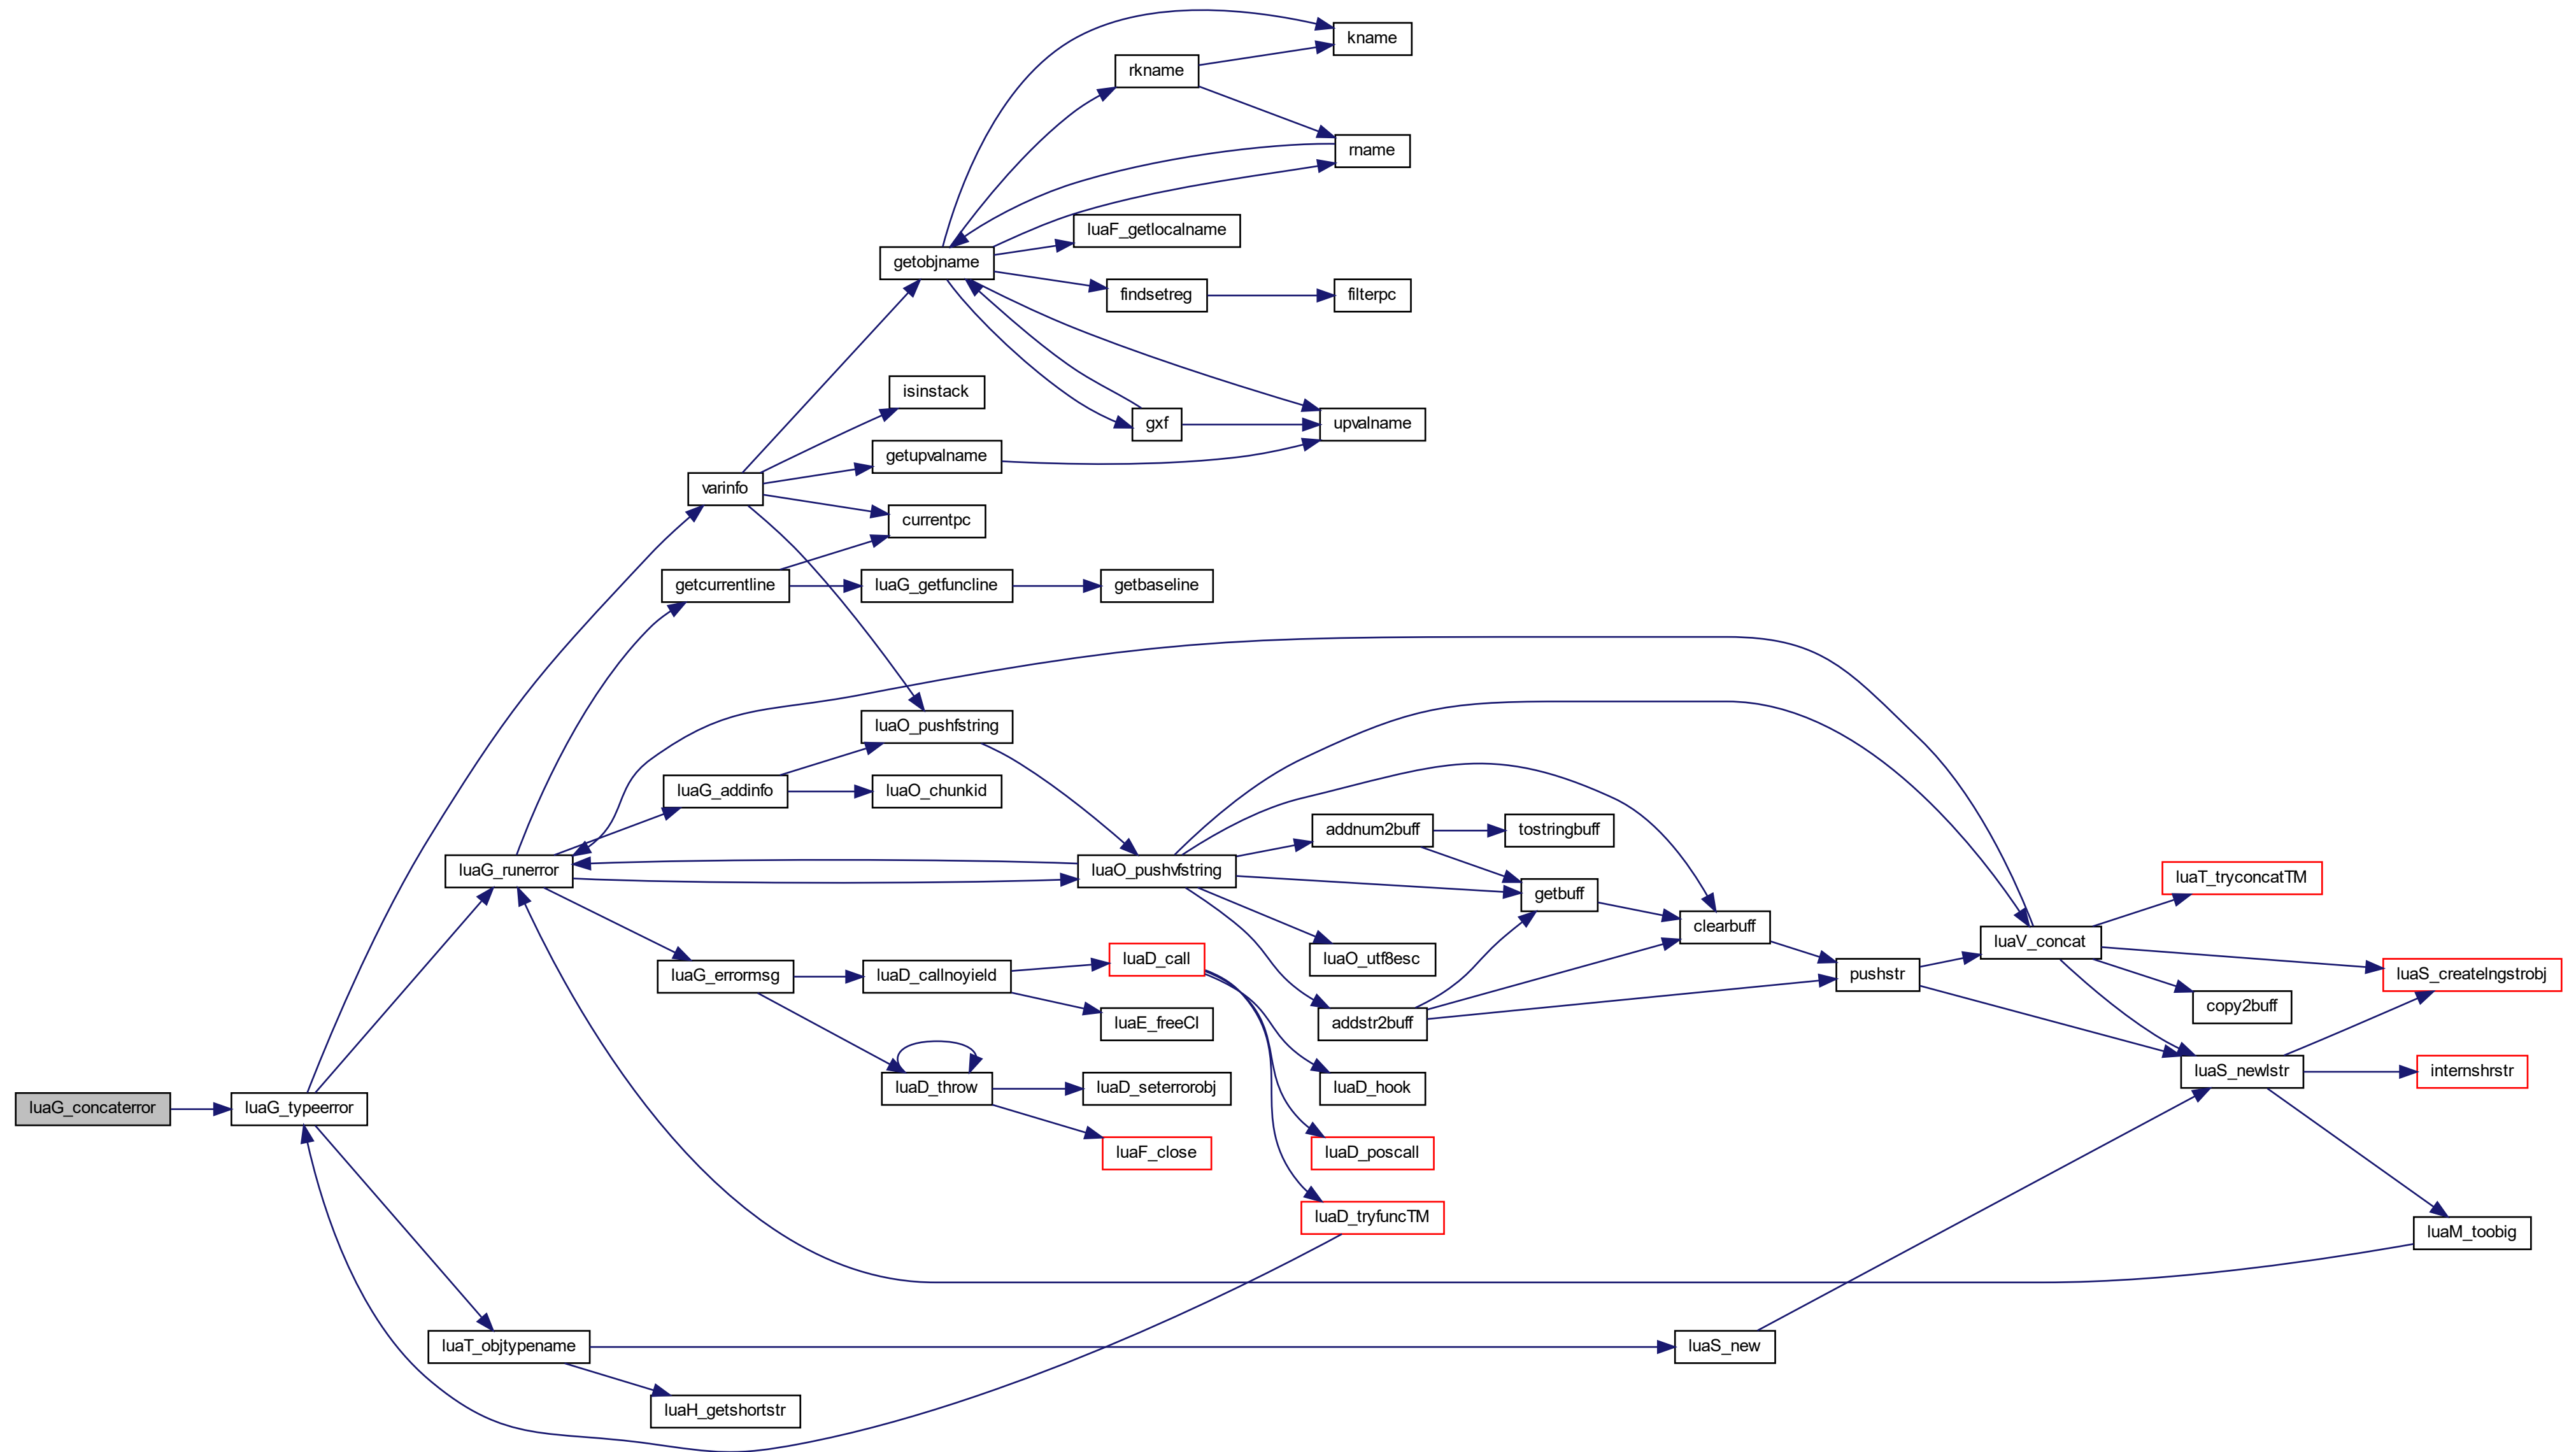 kname
rkname
rname
luaF_getlocalname
getobjname
findsetreg
filterpc
isinstack
gxf
upvalname
getupvalname
varinfo
currentpc
getcurrentline
luaG_getfuncline
getbaseline
luaO_pushfstring
luaG_addinfo
luaO_chunkid
addnum2buff
tostringbuff
luaG_runerror
luaO_pushvfstring
luaT_tryconcatTM
getbuff
clearbuff
luaV_concat
luaG_errormsg
luaD_callnoyield
luaD_call
luaO_utf8esc
pushstr
luaS_createlngstrobj
copy2buff
luaE_freeCI
addstr2buff
luaS_newlstr
internshrstr
luaD_throw
luaD_seterrorobj
luaD_hook
luaG_concaterror
luaG_typeerror
luaF_close
luaD_poscall
luaD_tryfuncTM
luaM_toobig
luaT_objtypename
luaS_new
luaH_getshortstr